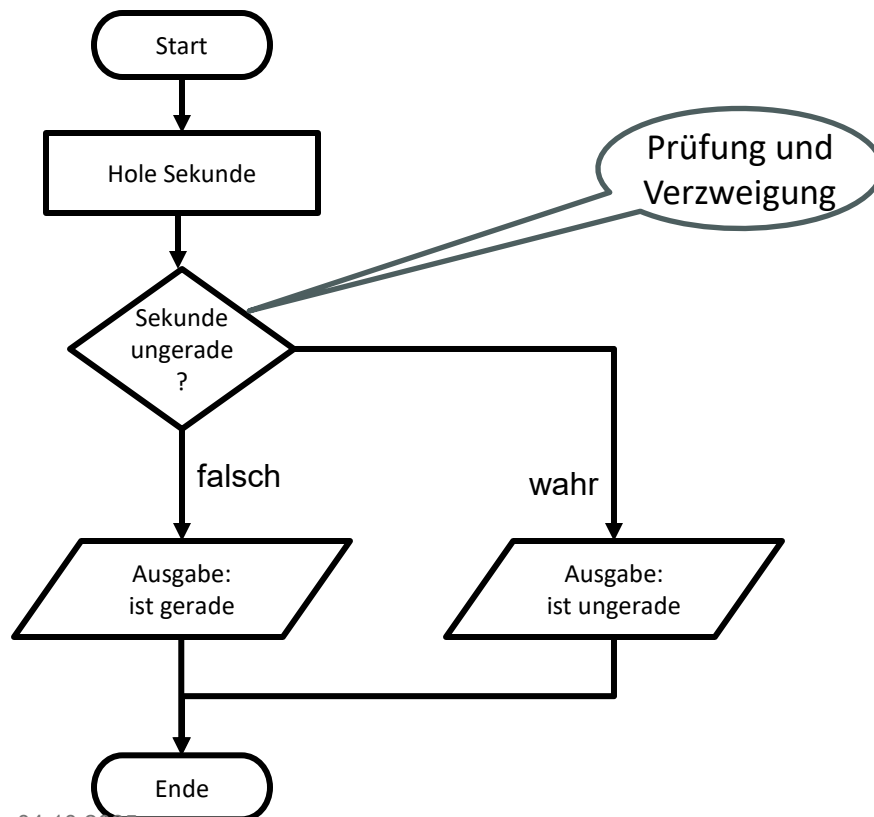 Start
Hole Sekunde
Prüfung und
Verzweigung
Sekunde
ungerade
?
falsch
wahr
Ausgabe:
ist gerade
Ausgabe:
ist ungerade
Ende